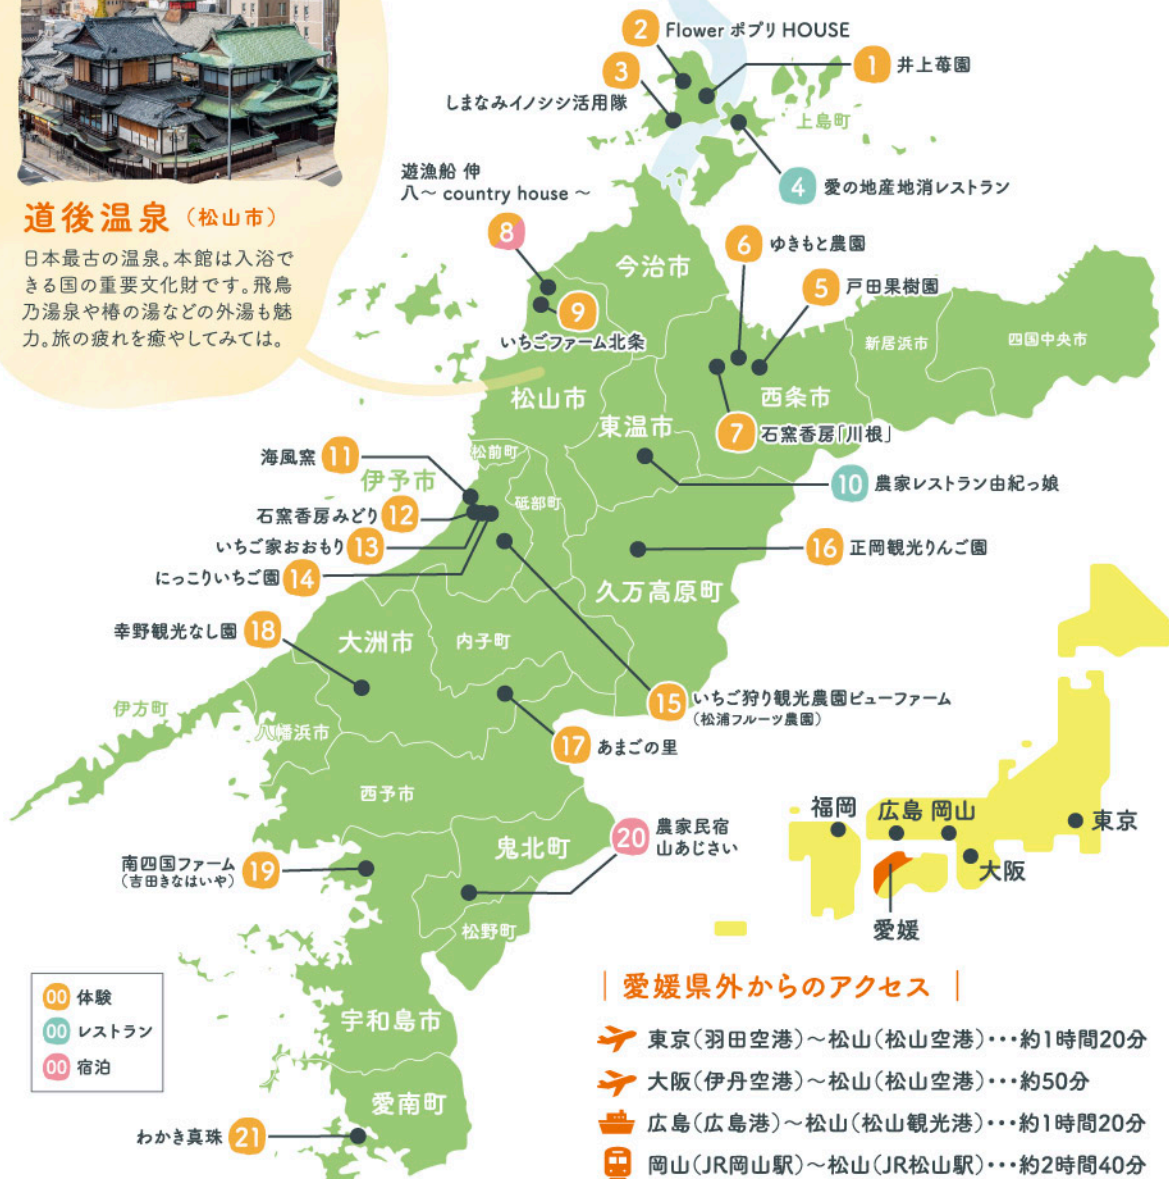 道後温泉（松山市）
日本最古の温泉。本館は入浴で
きる国の重要文化財です。飛鳥
乃湯泉や椿の湯などの外湯も魅
力。旅の疲れを癒やしてみては。
2 Flower ポプリ HOUSE
1 井上苺園
3
しまなみイノシシ活用隊
上島町
4 愛の地産地消レストラン
遊漁船 伸
八～ country house ～
8
6 ゆきもと農園
今治市
5 戸田果樹園
9
いちごファーム北条
新居浜市
四国中央市
松山市
西条市
東温市
7 石窯香房「川根」
松前町
海風窯 11
伊予市
10 農家レストラン由紀っ娘
砥部町
石窯香房みどり 12
いちご家おおもり 13
16 正岡観光りんご園
にっこりいちご園 14
久万高原町
幸野観光なし園 18
大洲市
内子町
15 いちご狩り観光農園ビューファーム
（松浦フルーツ農園）
伊方町
八幡浜市
17 あまごの里
西予市
福岡
広島
岡山
東京
大阪
愛媛
20 農家民宿
山あじさい
鬼北町
南四国ファーム
（吉田きなはいや）
19
松野町
00 体験
00 レストラン
00 宿泊
宇和島市
愛南町
わかき真珠 21
｜愛媛県外からのアクセス｜
東京（羽田空港）～松山（松山空港）･･･約1時間20分
大阪（伊丹空港）～松山（松山空港）･･･約50分
広島（広島港）～松山（松山観光港）･･･約1時間20分
岡山（JR岡山駅）～松山（JR松山駅）･･･約2時間40分